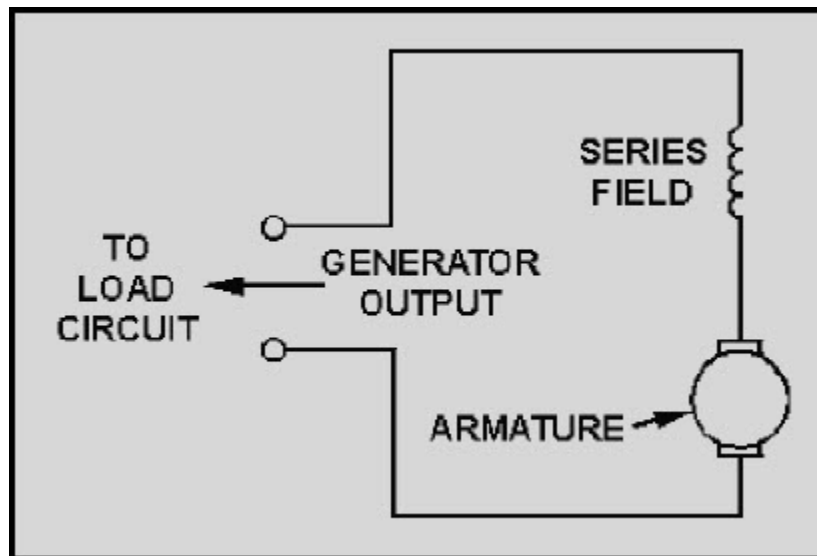 SERIES
FIELD
TO
LOAD
CIRCUIT
GENERATOR
OUTPUT
ARMATURE